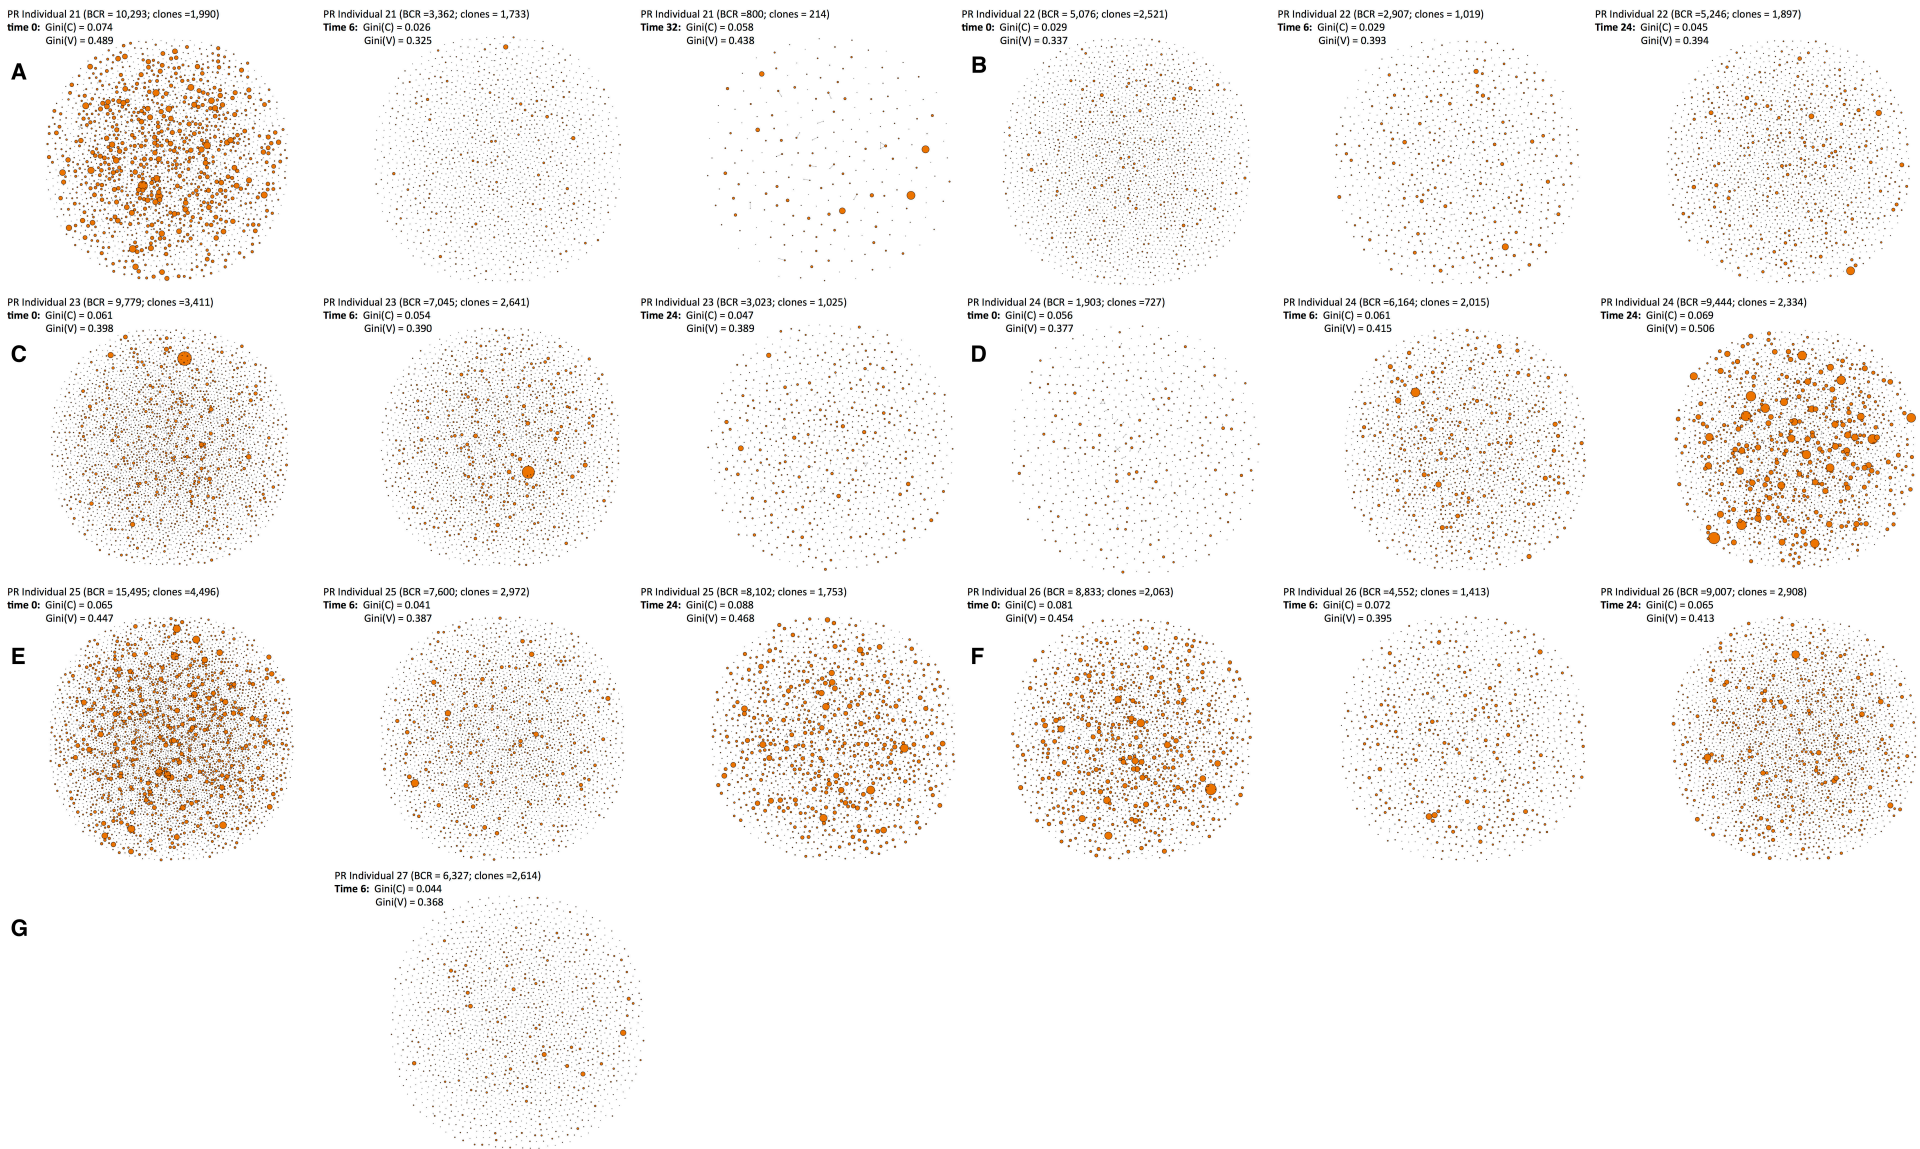 PR Individual 21 (BCR = 10,293; clones =1,990)
time 0: Gini(C) = 0.074
Gini(V) = 0.489
PR Individual 21 (BCR =3,362; clones = 1,733)
Time 6: Gini(C) = 0.026
Gini(V) = 0.325
PR Individual 21 (BCR =800; clones = 214)
Time 32: Gini(C) = 0.058
Gini(V) = 0.438
A
PR Individual 22 (BCR = 5,076; clones =2,521)
time 0: Gini(C) = 0.029
Gini(V) = 0.337
PR Individual 22 (BCR =2,907; clones = 1,019)
Time 6: Gini(C) = 0.029
Gini(V) = 0.393
PR Individual 22 (BCR =5,246; clones = 1,897)
Time 24: Gini(C) = 0.045
Gini(V) = 0.394
B
PR Individual 23 (BCR = 9,779; clones =3,411)
time 0: Gini(C) = 0.061
Gini(V) = 0.398
PR Individual 23 (BCR =7,045; clones = 2,641)
Time 6: Gini(C) = 0.054
Gini(V) = 0.390
PR Individual 23 (BCR =3,023; clones = 1,025)
Time 24: Gini(C) = 0.047
Gini(V) = 0.389
C
PR Individual 24 (BCR = 1,903; clones =727)
time 0: Gini(C) = 0.056
Gini(V) = 0.377
PR Individual 24 (BCR =6,164; clones = 2,015)
Time 6: Gini(C) = 0.061
Gini(V) = 0.415
PR Individual 24 (BCR =9,444; clones = 2,334)
Time 24: Gini(C) = 0.069
Gini(V) = 0.506
D
PR Individual 25 (BCR = 15,495; clones =4,496)
time 0: Gini(C) = 0.065
Gini(V) = 0.447
PR Individual 25 (BCR =7,600; clones = 2,972)
Time 6: Gini(C) = 0.041
Gini(V) = 0.387
PR Individual 25 (BCR =8,102; clones = 1,753)
Time 24: Gini(C) = 0.088
Gini(V) = 0.468
E
PR Individual 26 (BCR = 8,833; clones =2,063)
time 0: Gini(C) = 0.081
Gini(V) = 0.454
PR Individual 26 (BCR =4,552; clones = 1,413)
Time 6: Gini(C) = 0.072
Gini(V) = 0.395
PR Individual 26 (BCR =9,007; clones = 2,908)
Time 24: Gini(C) = 0.065
Gini(V) = 0.413
F
PR Individual 27 (BCR = 6,327; clones =2,614)
Time 6: Gini(C) = 0.044
Gini(V) = 0.368
G